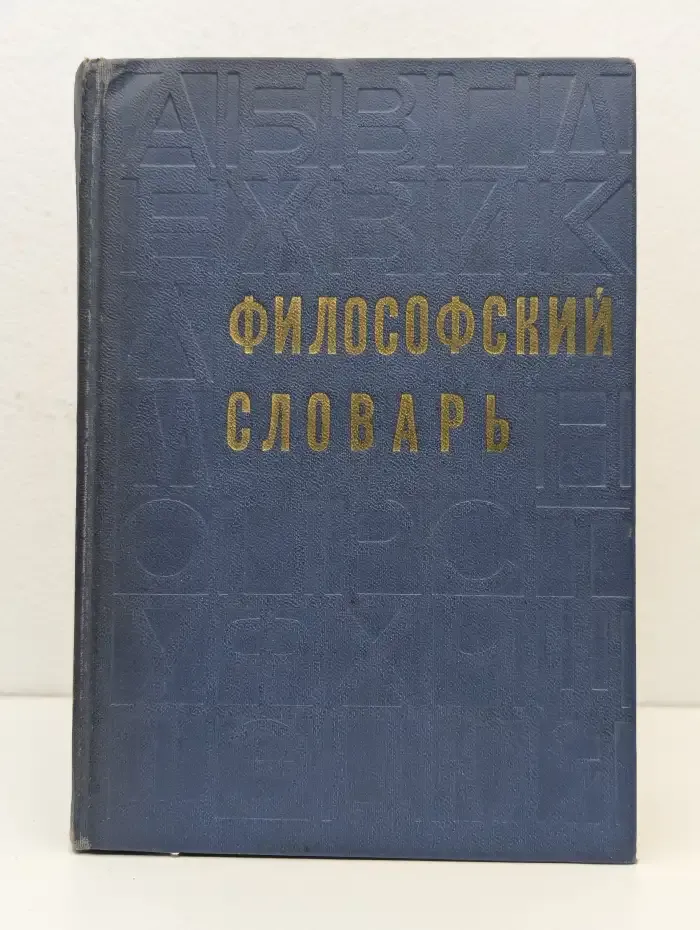 А Б В Г Д
Е Ж З И К
Л
ФИЛОСОФСКИЙ
СЛОВАРЬ
М Н
О П Р С Т
У Ф Х Ч